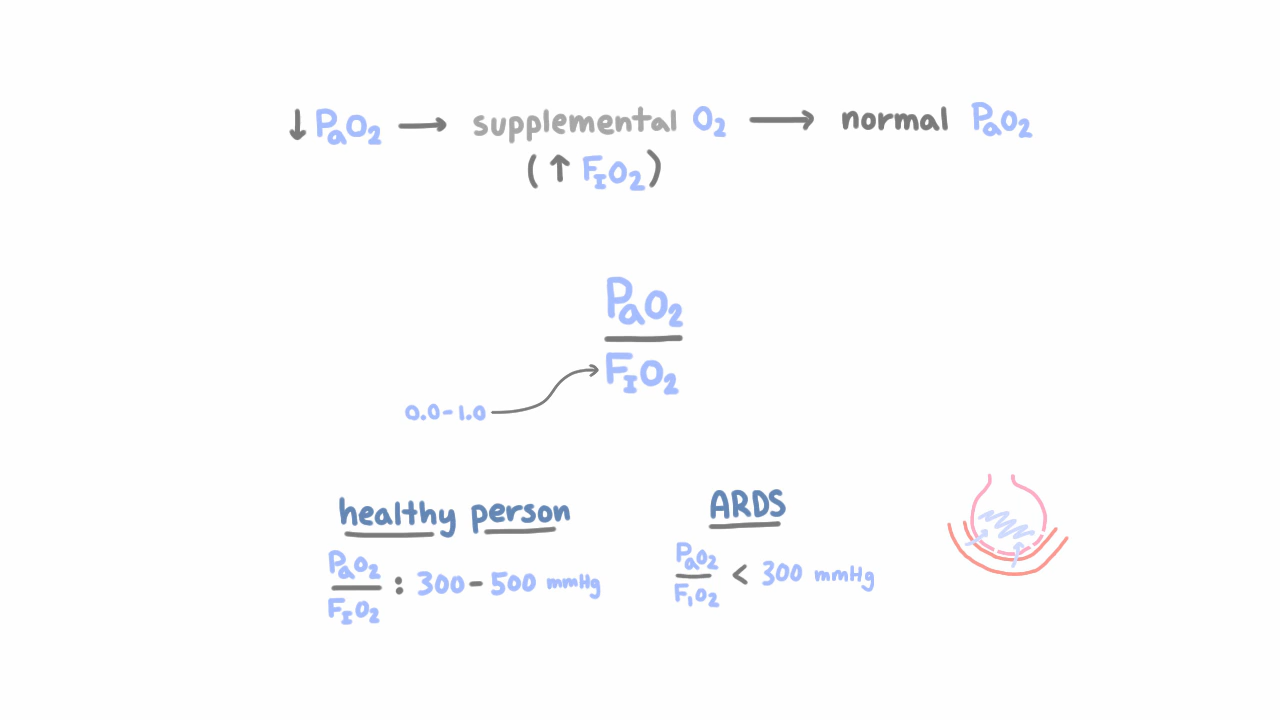 ↓ PaO2 → supplemental O2 → normal PaO2
(↑ FIO2)
PaO2
FIO2
0.0-1.0
healthy person
PaO2
FIO2 : 300-500 mmHg
ARDS
PaO2
FIO2 < 300 mmHg